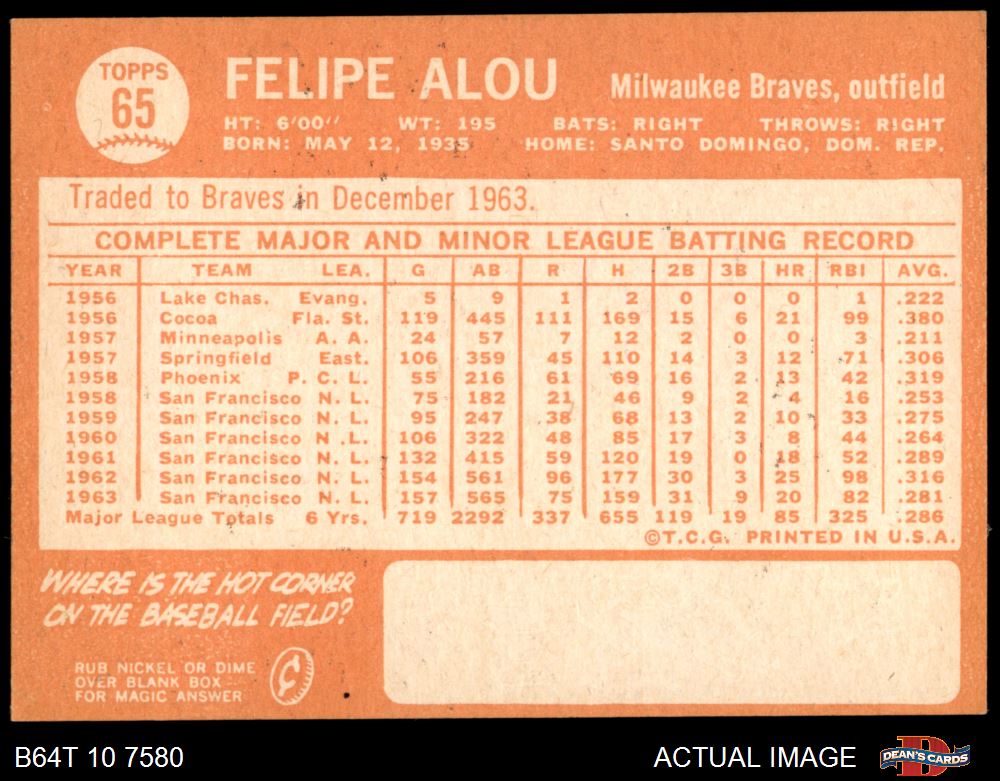 TOPPS
65
FELIPE ALOU Milwaukee Braves, outfield
HT: 6'00" WT: 195 BATS: RIGHT THROWS: RIGHT
BORN: MAY 12, 1935 HOME: SANTO DOMINGO, DOM. REP.
Traded to Braves in December 1963.
COMPLETE MAJOR AND MINOR LEAGUE BATTING RECORD
YEAR TEAM LEA. G AB R H 2B 3B HR RBI AVG.
1956 Lake Chas. Evang. 5 9 1 2 0 0 0 1 .222
1956 Cocoa Fla. St. 119 445 111 169 15 6 21 99 .380
1957 Minneapolis A. A. 24 57 7 12 2 0 0 3 .211
1957 Springfield East. 106 359 45 110 14 3 12 71 .306
1958 Phoenix P. C. L. 55 216 61 69 16 2 13 42 .319
1958 San Francisco N. L. 75 182 21 46 9 2 4 16 .253
1959 San Francisco N. L. 95 247 38 68 13 2 10 33 .275
1960 San Francisco N .L. 106 322 48 85 17 3 8 44 .264
1961 San Francisco N. L. 132 415 59 120 19 0 18 52 .289
1962 San Francisco N. L. 154 561 96 177 30 3 25 98 .316
1963 San Francisco N. L. 157 565 75 159 31 9 20 82 .281
Major League Totals 6 Yrs. 719 2292 337 655 119 19 85 325 .286
©T.C.G. PRINTED IN U.S.A.
WHERE IS THE HOT CORNER
ON THE BASEBALL FIELD?
RUB NICKEL OR DIME
OVER BLANK BOX
FOR MAGIC ANSWER
¢
B64T 10 7580 ACTUAL IMAGE DEAN'S CARDS